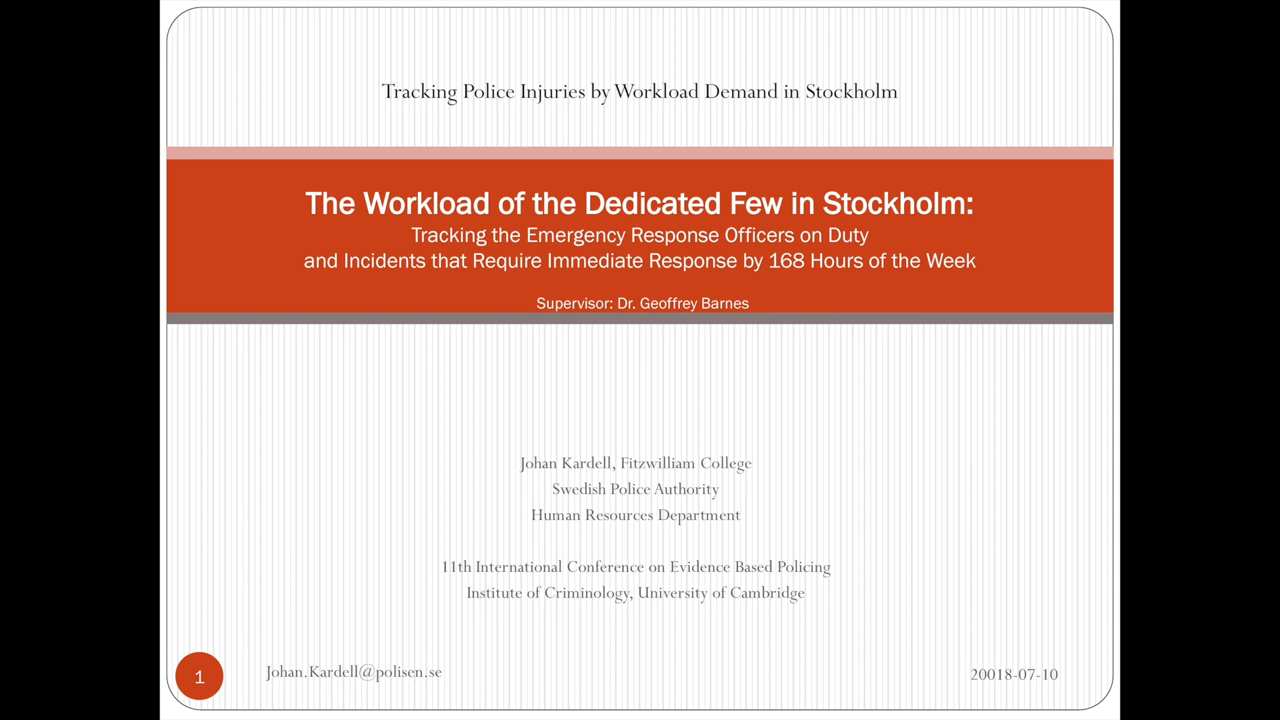 Tracking Police Injuries by Workload Demand in Stockholm
The Workload of the Dedicated Few in Stockholm:
Tracking the Emergency Response Officers on Duty
and Incidents that Require Immediate Response by 168 Hours of the Week
Supervisor: Dr. Geoffrey Barnes
Johan Kardell, Fitzwilliam College
Swedish Police Authority
Human Resources Department
11th International Conference on Evidence Based Policing
Institute of Criminology, University of Cambridge
1
Johan.Kardell@polisen.se
20018-07-10